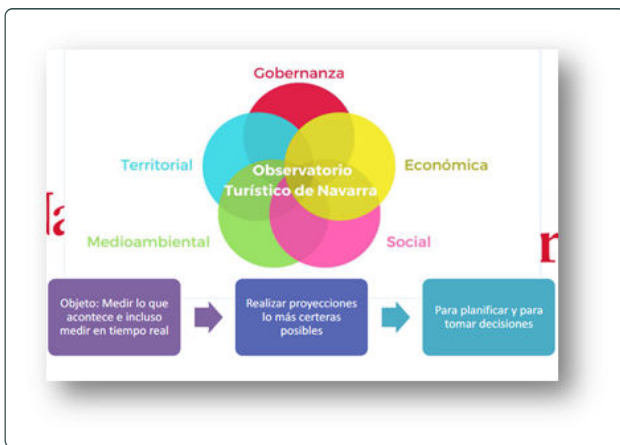 Gobernanza
Territorial
Económica
Observatorio
Turístico de Navarra
Medioambiental
Social
Objeto: Medir lo que
acontece e incluso
medir en tiempo real
Realizar proyecciones
lo más certeras
posibles
Para planificar y para
tomar decisiones